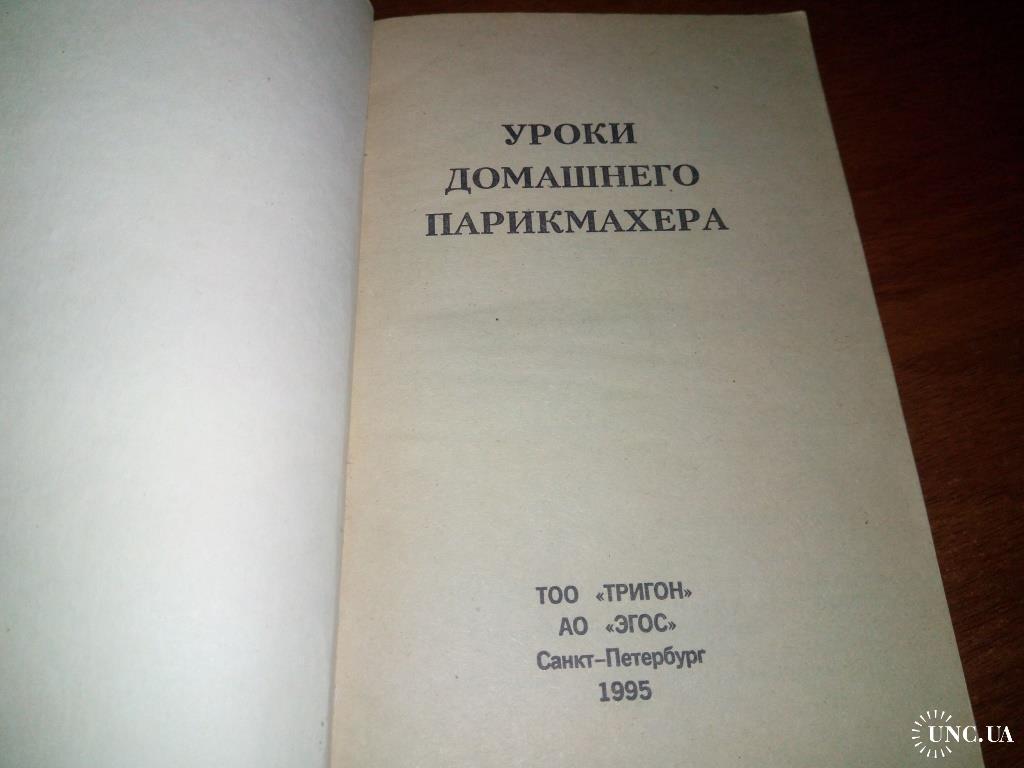 УРОКИ
ДОМАШНЕГО
ПАРИКМАХЕРА
ТОО «ТРИГОН»
АО «ЭГОС»
Санкт-Петербург
1995
UNC.UA